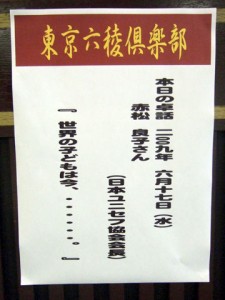 東京六稜倶楽部
本日の卓話 二〇〇九年 六月十七日（水）
赤松 良子さん
（日本ユニセフ協会会長）
『世界の子どもは今、・・・・・・。』